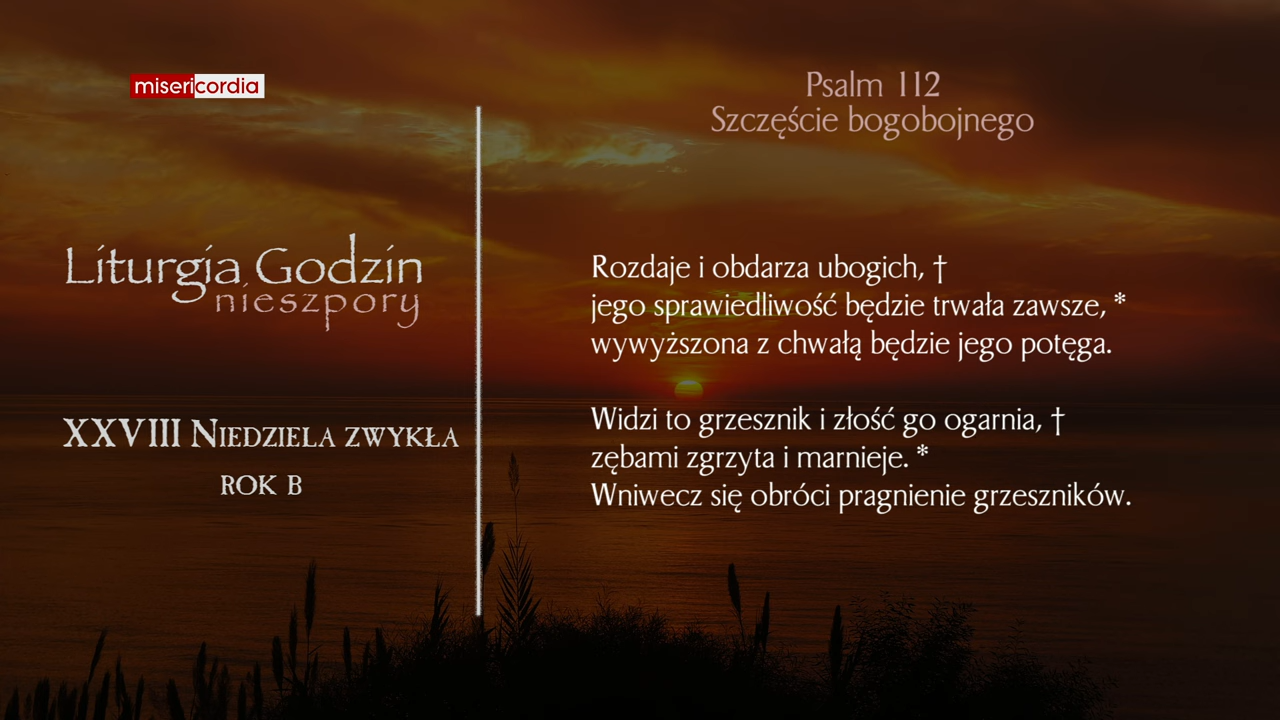 misericordia
Liturgia Godzin
nieszpory
XXVIII Niedziela zwykła
rok B
Psalm 112
Szczęście bogobojnego
Rozdaje i obdarza ubogich, †
jego sprawiedliwość będzie trwała zawsze, *
wywyższona z chwałą będzie jego potęga.
Widzi to grzesznik i złość go ogarnia, †
zębami zgrzyta i marnieje. *
Wniwecz się obróci pragnienie grzeszników.